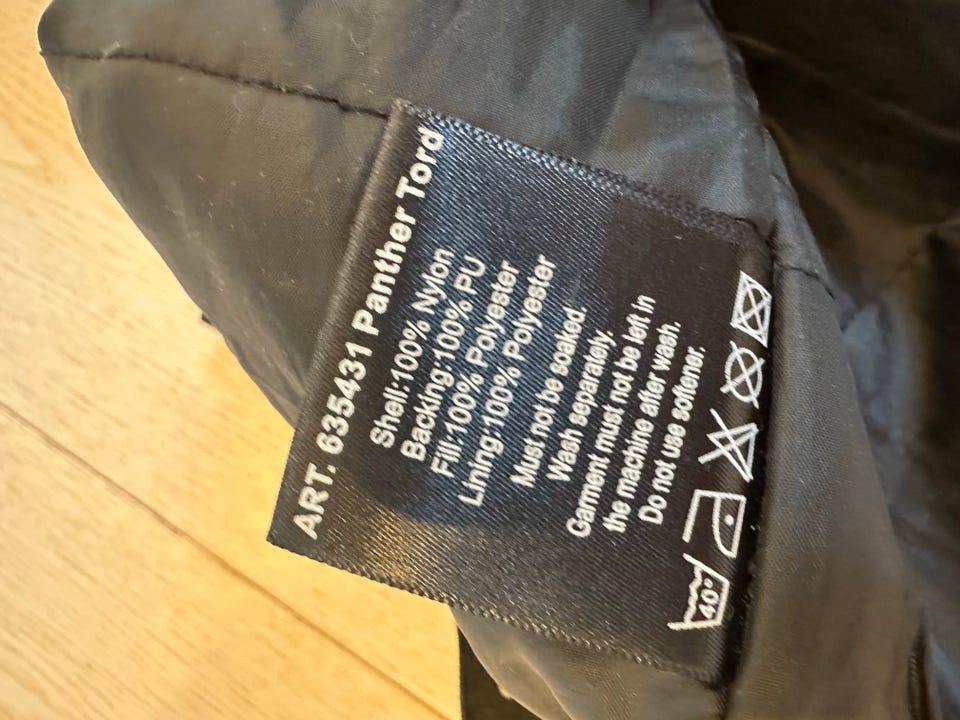 ART. 635431 Panther Tord
Shell:100% Nylon
Backing:100% PU
Fill:100% Polyester
Lining:100% Polyester
Must not be soaked.
Wash separately.
Garment must not be left in
the machine after wash.
Do not use softener.
40°